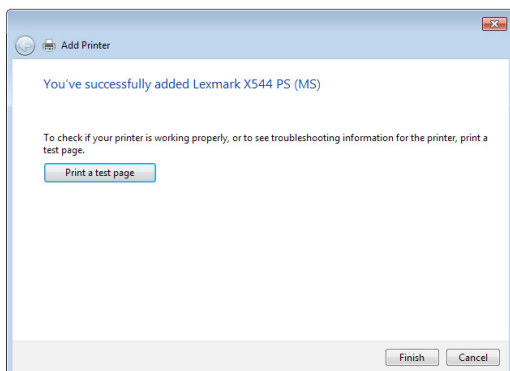 Add Printer
You've successfully added Lexmark X544 PS (MS)
To check if your printer is working properly, or to see troubleshooting information for the printer, print a
test page.
Print a test page
Finish Cancel